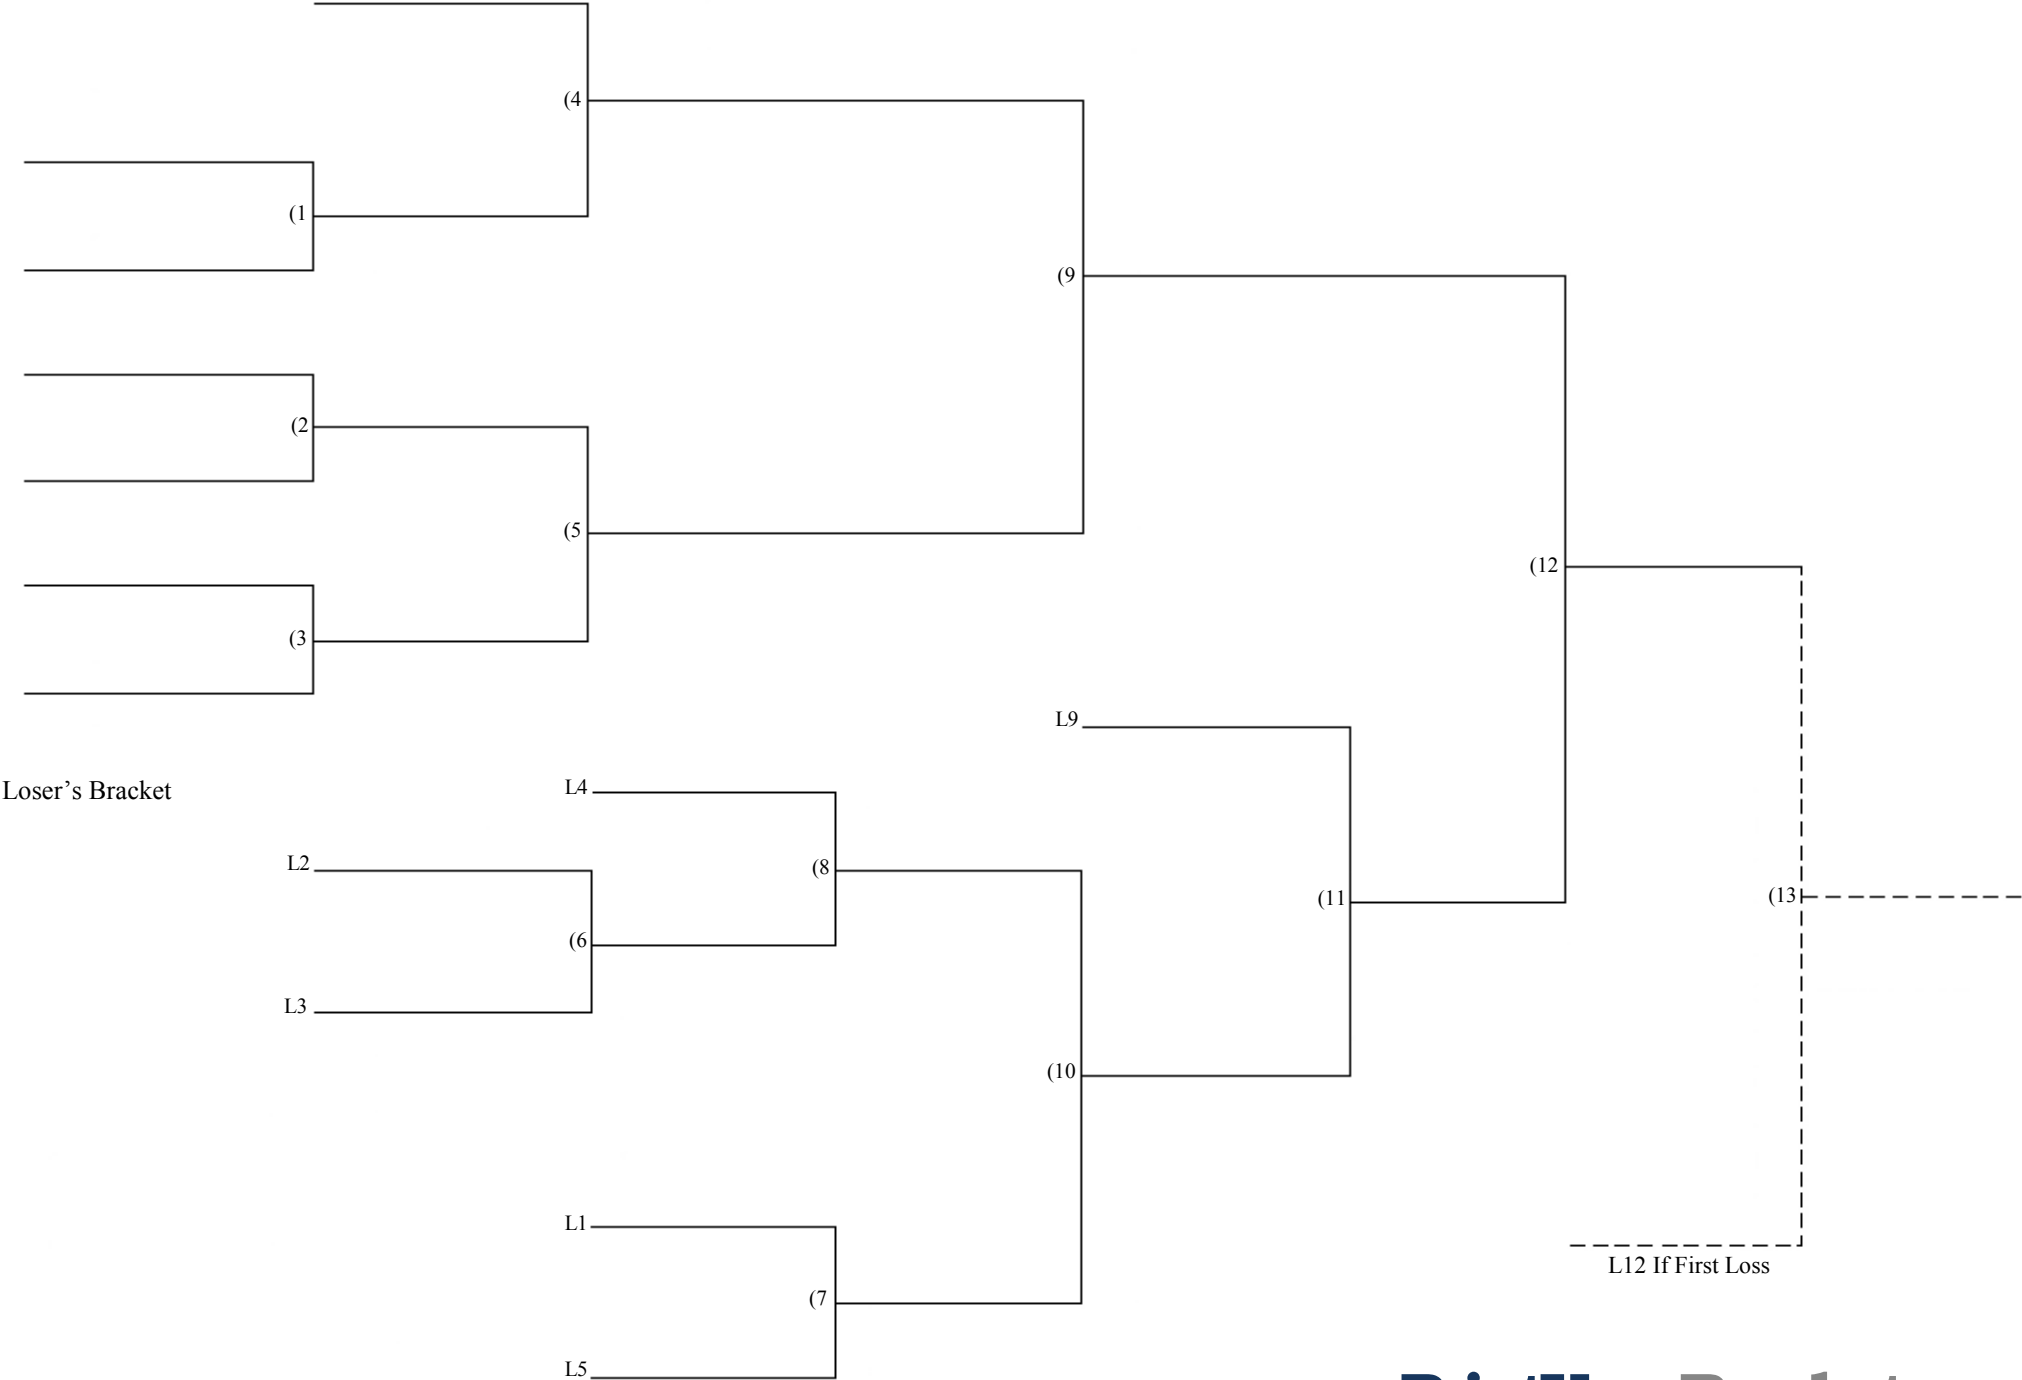 (4
(1
(9
(2
(5
(12
(3
L9
L4
Loser’s Bracket
L2
(8
(13
(11
(6
L3
(10
L1
L12 If First Loss
(7
L5